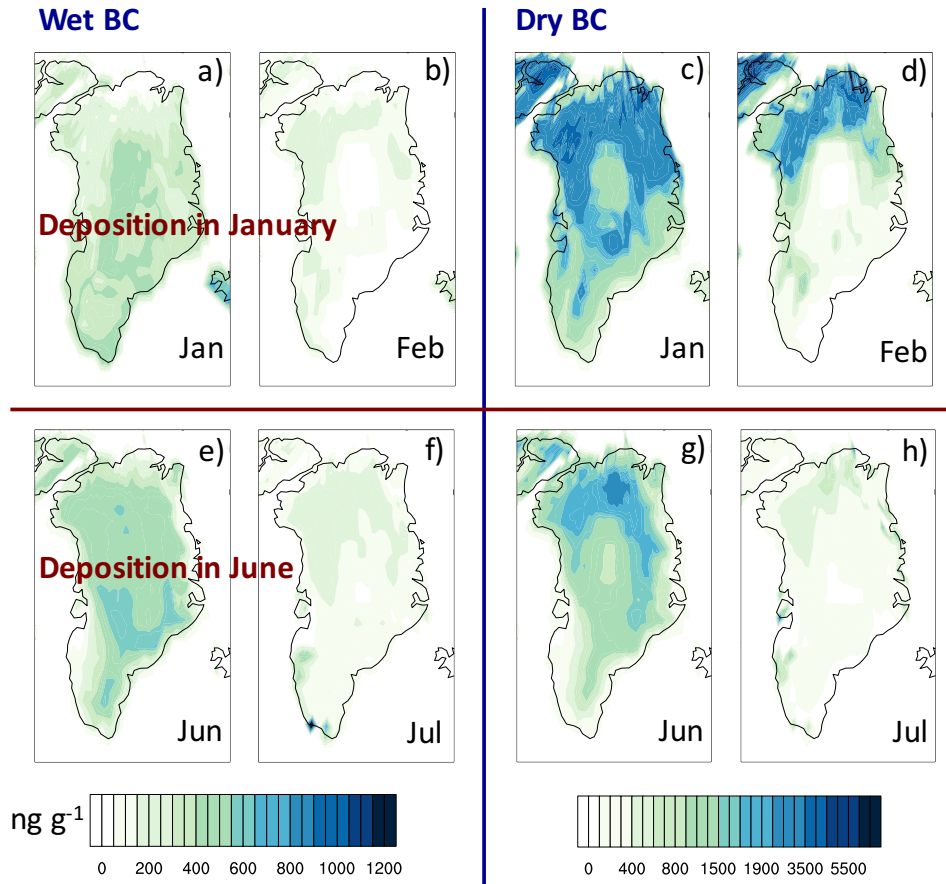 Wet BC
Dry BC
a)
b)
c)
d)
Deposition in January
Jan
Feb
Jan
Feb
e)
f)
g)
h)
Deposition in June
Jun
Jul
Jun
Jul
ng g-1
0 200 400 600 800 1000 1200
0 400 800 1500 1900 3500 5500